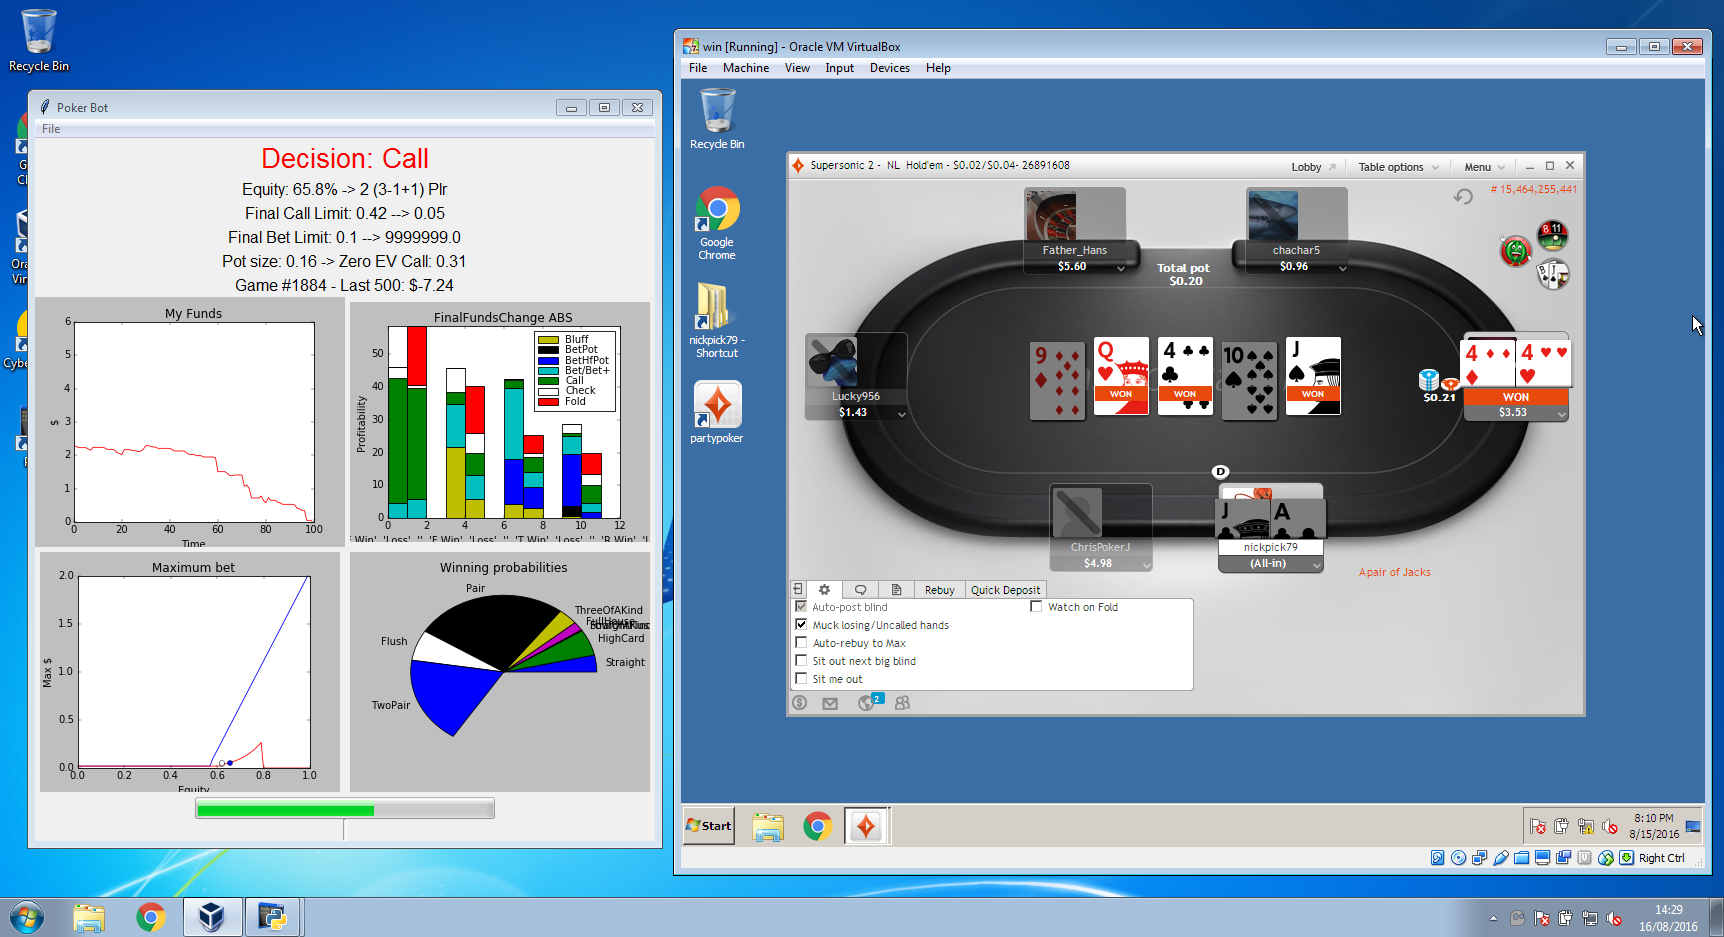 Recycle Bin
Poker Bot
File
Decision: Call
Equity: 65.8% -> 2 (3-1+1) Plr
Final Call Limit: 0.42 --> 0.05
Final Bet Limit: 0.1 --> 9999999.0
Pot size: 0.16 -> Zero EV Call: 0.31
Game #1884 - Last 500: $-7.24
My Funds
6
5
4
3
2
1
0
$
0 20 40 60 80 100
Time
FinalFundsChange ABS
Bluff
BetPot
BetHfPot
Bet/Bet+
Call
Check
Fold
50
40
30
20
10
0
Profitability
0 2 4 6 8 10 12
Maximum bet
2.0
1.5
1.0
0.5
0.0
Max $
0.0 0.2 0.4 0.6 0.8 1.0
Equity
Winning probabilities
Pair
ThreeOfAKind
FullHouse
HighCard
Straight
Flush
TwoPair
win [Running] - Oracle VM VirtualBox
File Machine View Input Devices Help
Recycle Bin
Google
Chrome
nickpick79 -
Shortcut
partypoker
Supersonic 2 - NL Hold'em - $0.02/$0.04- 26891608
Lobby Table options Menu
# 15,464,255,441
Father_Hans
$5.60
chachar5
$0.96
Total pot
$0.20
8 11
B J
Lucky956
$1.43
9 Q 4 10 J
WON WON WON
4 4
$0.21
WON
$3.53
D
J A
ChrisPokerJ
$4.98
nickpick79
(All-in)
A pair of Jacks
Rebuy Quick Deposit
Auto-post blind
Watch on Fold
Muck losing/Uncalled hands
Auto-rebuy to Max
Sit out next big blind
Sit me out
2
Start
8:10 PM
8/15/2016
Right Ctrl
14:29
16/08/2016